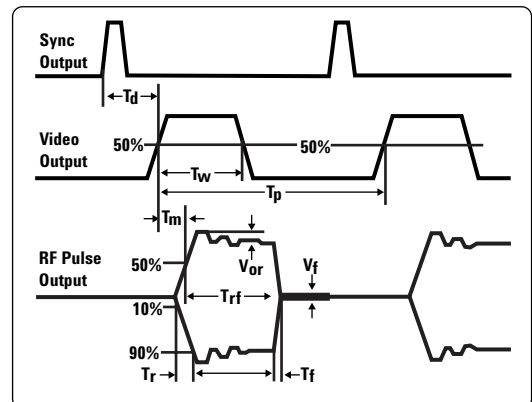 Sync
Output
Td
Video
Output
50%
50%
Tw
Tp
Tm
RF Pulse
Output
50%
Vor
Vf
Trf
10%
90%
Tr
Tf